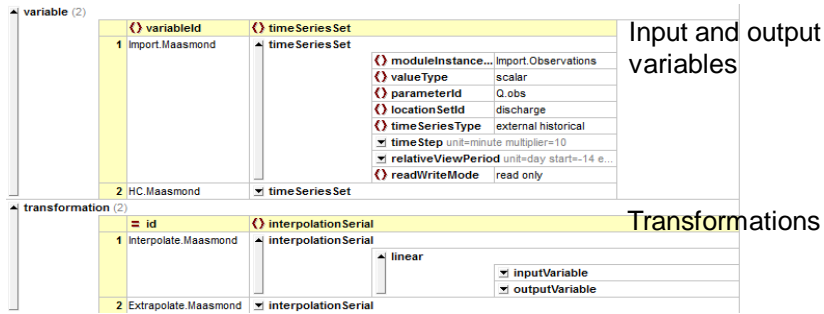 variable (2)
variableId timeSeriesSet
1 Import.Maasmond timeSeriesSet
moduleInstance... Import.Observations
valueType scalar
parameterId Q.obs
locationSetId discharge
timeSeriesType external historical
timeStep unit=minute multiplier=10
relativeViewPeriod unit=day start=-14 e...
readWriteMode read only
2 HC.Maasmond timeSeriesSet
Input and output
variables
transformation (2)
= id interpolationSerial
1 Interpolate.Maasmond interpolationSerial
linear
inputVariable
outputVariable
2 Extrapolate.Maasmond interpolationSerial
Transformations